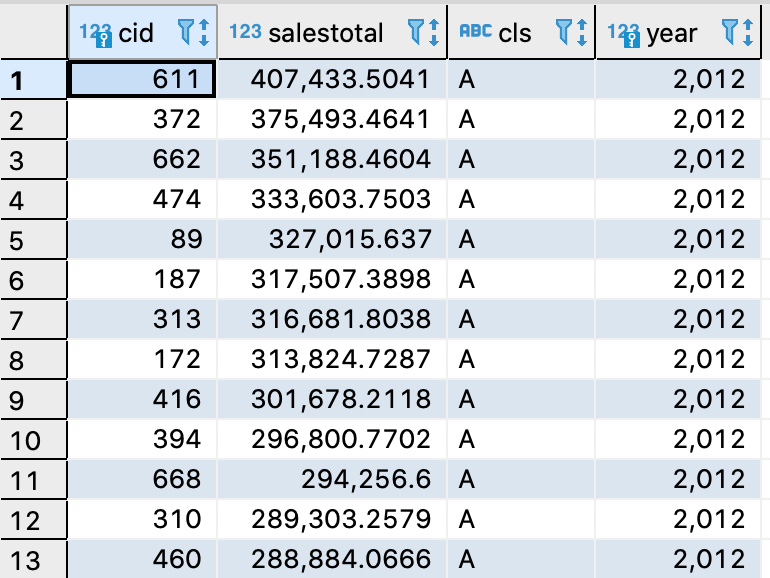 123 cid 123 salestotal ABC cls 123 year
1 611 407,433.5041 A 2,012
2 372 375,493.4641 A 2,012
3 662 351,188.4604 A 2,012
4 474 333,603.7503 A 2,012
5 89 327,015.637 A 2,012
6 187 317,507.3898 A 2,012
7 313 316,681.8038 A 2,012
8 172 313,824.7287 A 2,012
9 416 301,678.2118 A 2,012
10 394 296,800.7702 A 2,012
11 668 294,256.6 A 2,012
12 310 289,303.2579 A 2,012
13 460 288,884.0666 A 2,012